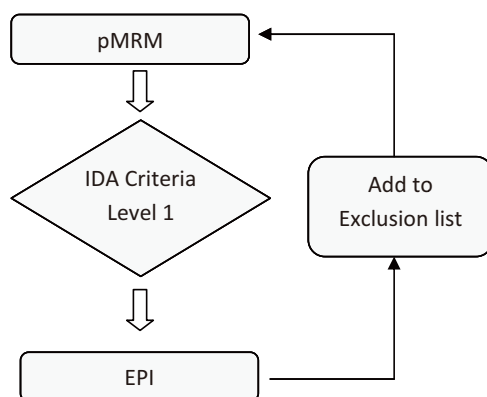 pMRM
IDA Criteria
Level 1
Add to
Exclusion list
EPI